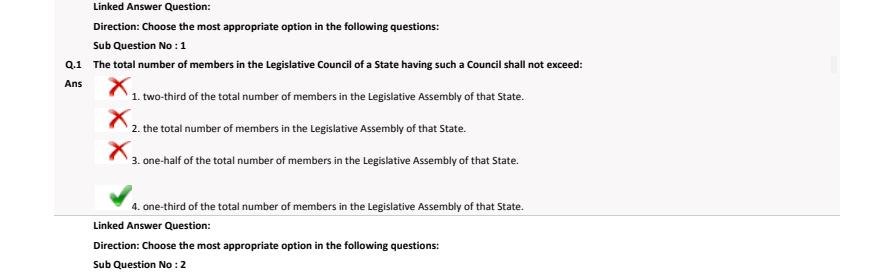 Linked Answer Question:
Direction: Choose the most appropriate option in the following questions:
Sub Question No : 1
Q.1 The total number of members in the Legislative Council of a State having such a Council shall not exceed:
Ans
1. two-third of the total number of members in the Legislative Assembly of that State.
2. the total number of members in the Legislative Assembly of that State.
3. one-half of the total number of members in the Legislative Assembly of that State.
4. one-third of the total number of members in the Legislative Assembly of that State.
Linked Answer Question:
Direction: Choose the most appropriate option in the following questions:
Sub Question No : 2